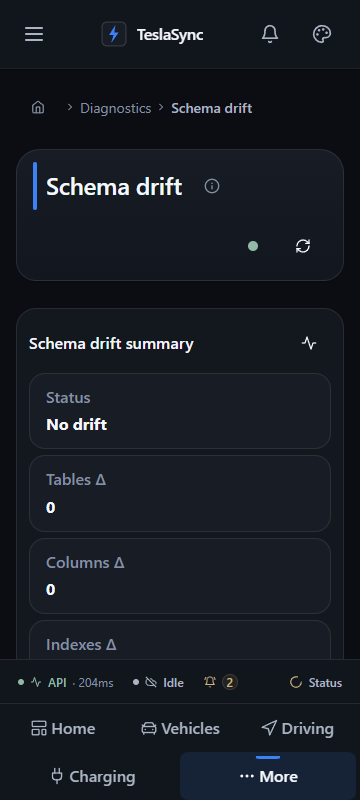 TeslaSync
Diagnostics Schema drift
Schema drift
Schema drift summary
Status
No drift
Tables Δ
0
Columns Δ
0
Indexes Δ
API · 204ms Idle 2 Status
Home Vehicles Driving
Charging More